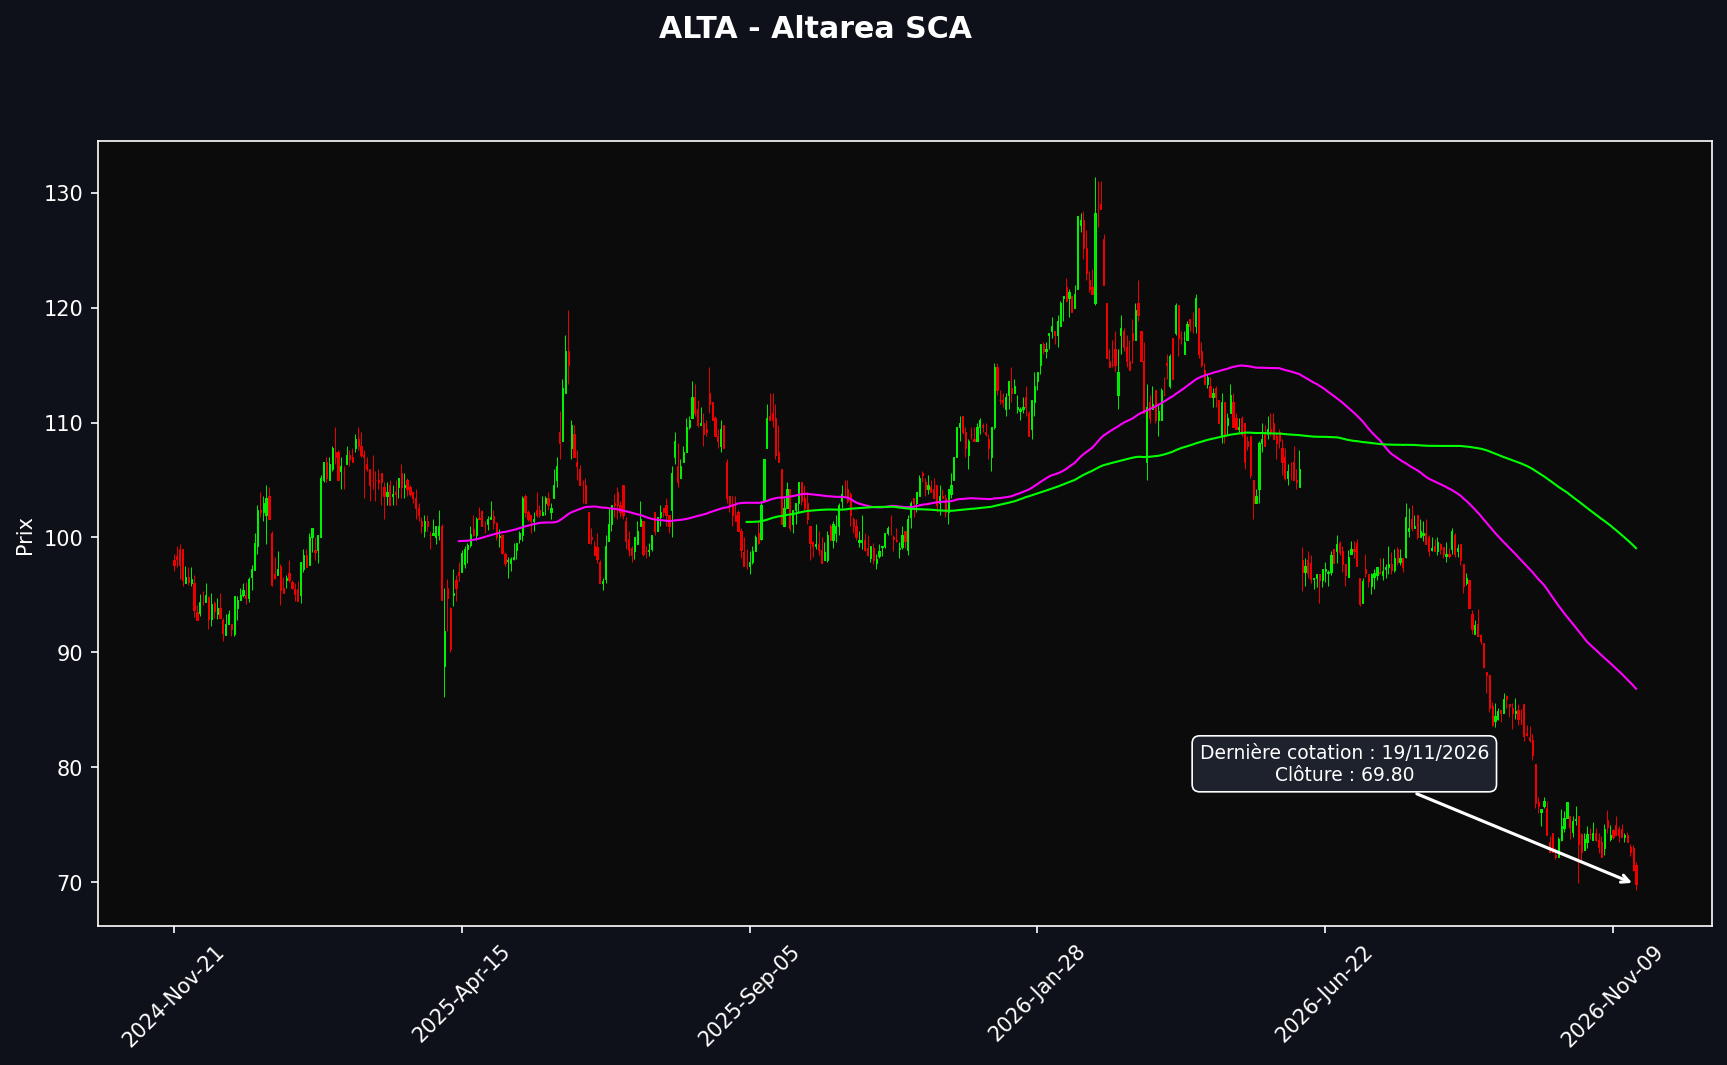 ALTA - Altarea SCA
Prix
130
120
110
100
90
80
70
Dernière cotation : 19/11/2026
Clôture : 69.80
2024-Nov-21
2025-Apr-15
2025-Sep-05
2026-Jan-28
2026-Jun-22
2026-Nov-09